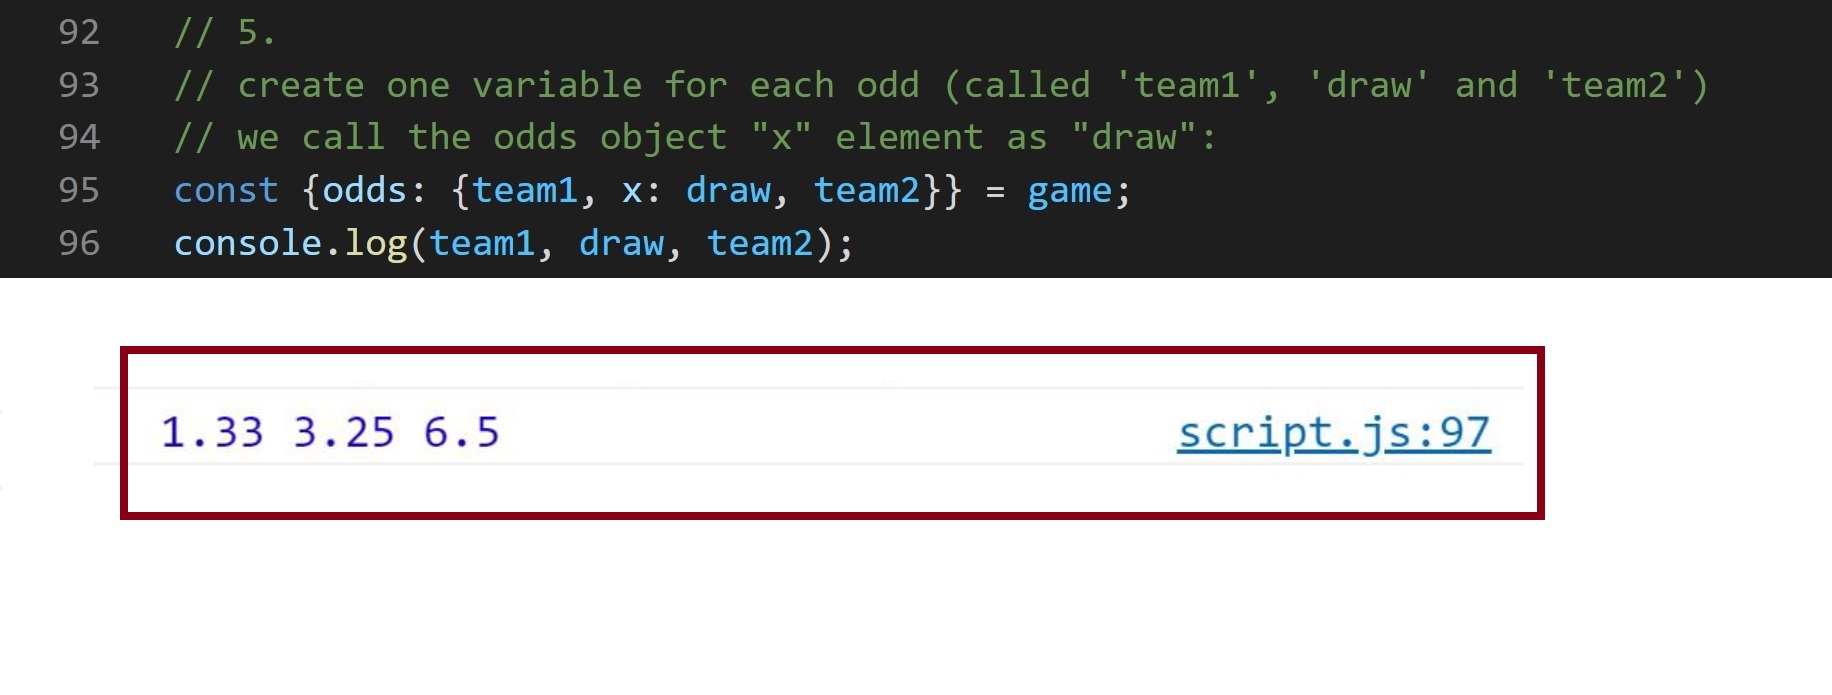 92 // 5.
93 // create one variable for each odd (called 'team1', 'draw' and 'team2')
94 // we call the odds object "x" element as "draw":
95 const {odds: {team1, x: draw, team2}} = game;
96 console.log(team1, draw, team2);
1.33 3.25 6.5 script.js:97